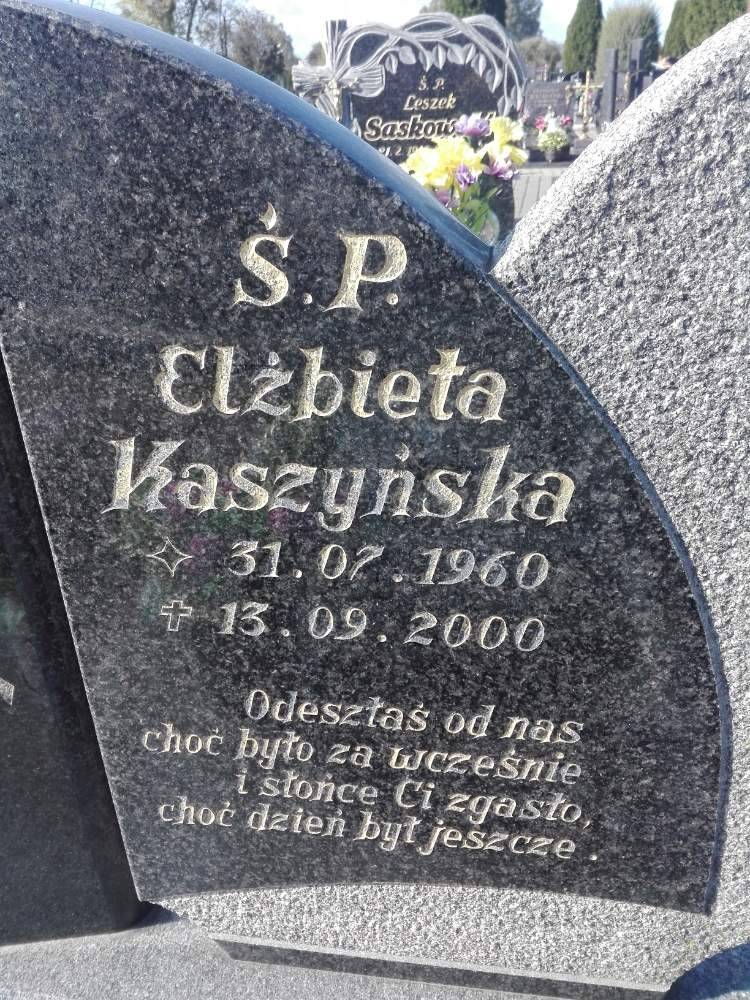 Ś. P.
Leszek
Ś. P.
Elżbieta
Kaszyńska
31. 07. 1960
13. 09. 2000
Odeszłaś od nas
choć było za wcześnie
i słońce Ci zgasło,
choć dzień był jeszcze.